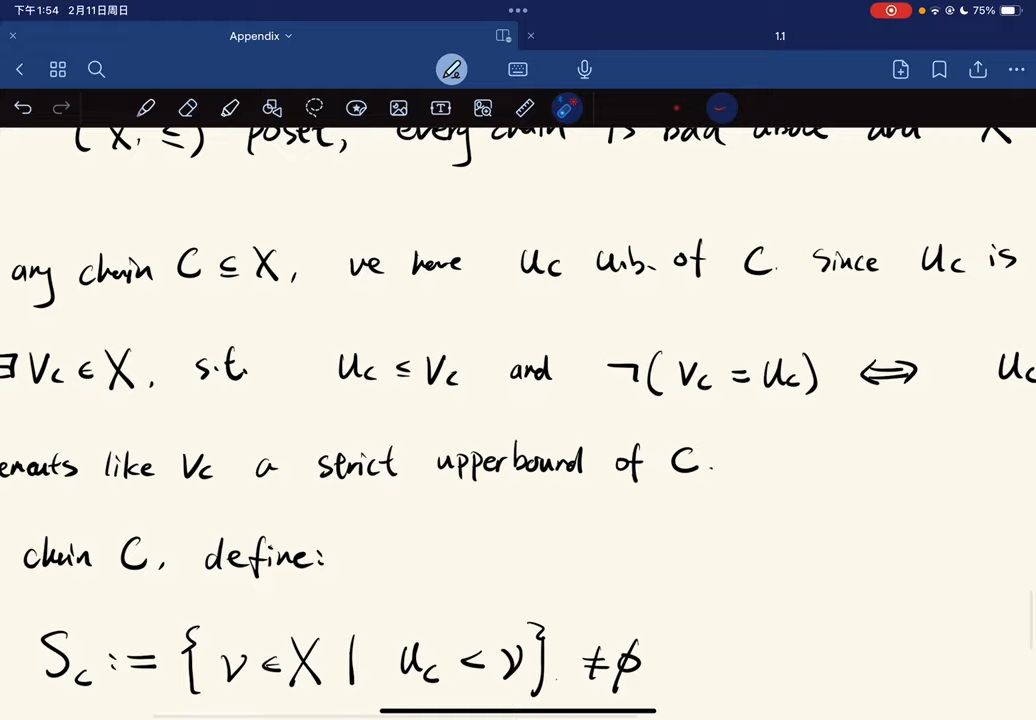 下午1:54 2月11日周日
75%
Appendix
1.1
(X, ≤) poset, every chain is bdd above and X
any chain C ⊆ X, we have u_C u.b. of C. since u_C is
∃ V_C ∈ X, s.t. u_C ≤ V_C and ¬(V_C = u_C) ⟺ u_C
like V_C a strict upperbound of C.
chain C, define:
S_C := { v ∈ X | u_C < v } ≠ ϕ